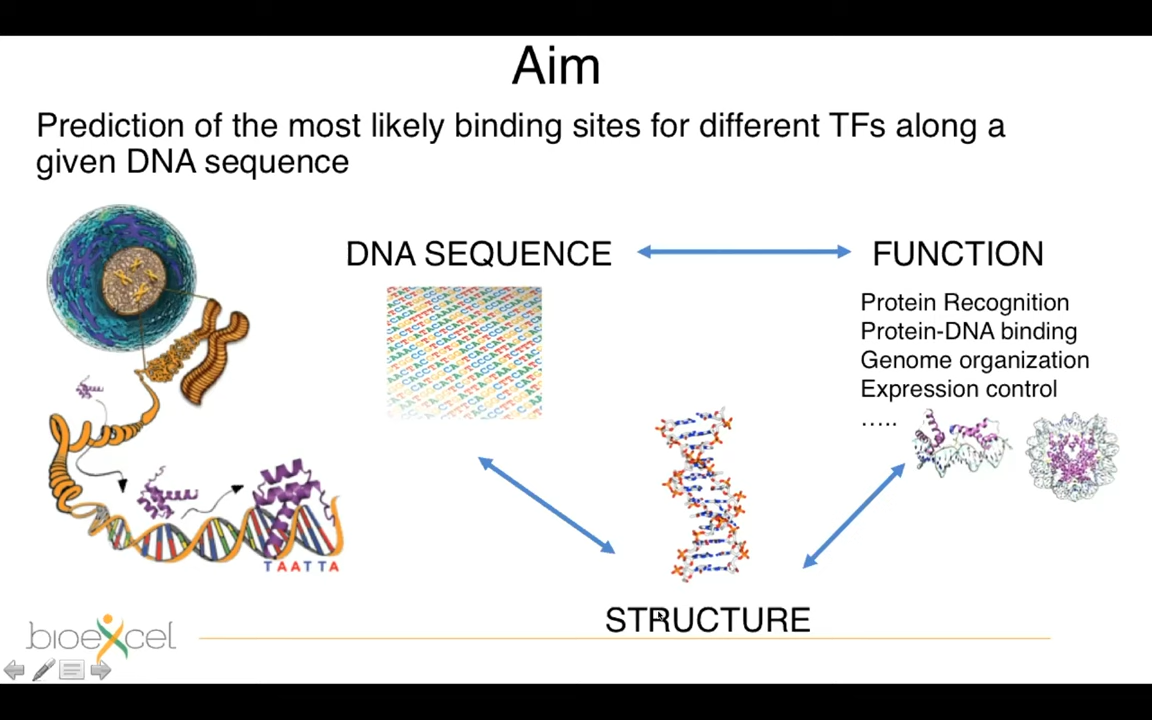 Aim
Prediction of the most likely binding sites for different TFs along a
given DNA sequence
DNA SEQUENCE
FUNCTION
Protein Recognition
Protein-DNA binding
Genome organization
Expression control
.....
TAATTA
STRUCTURE
bioexcel